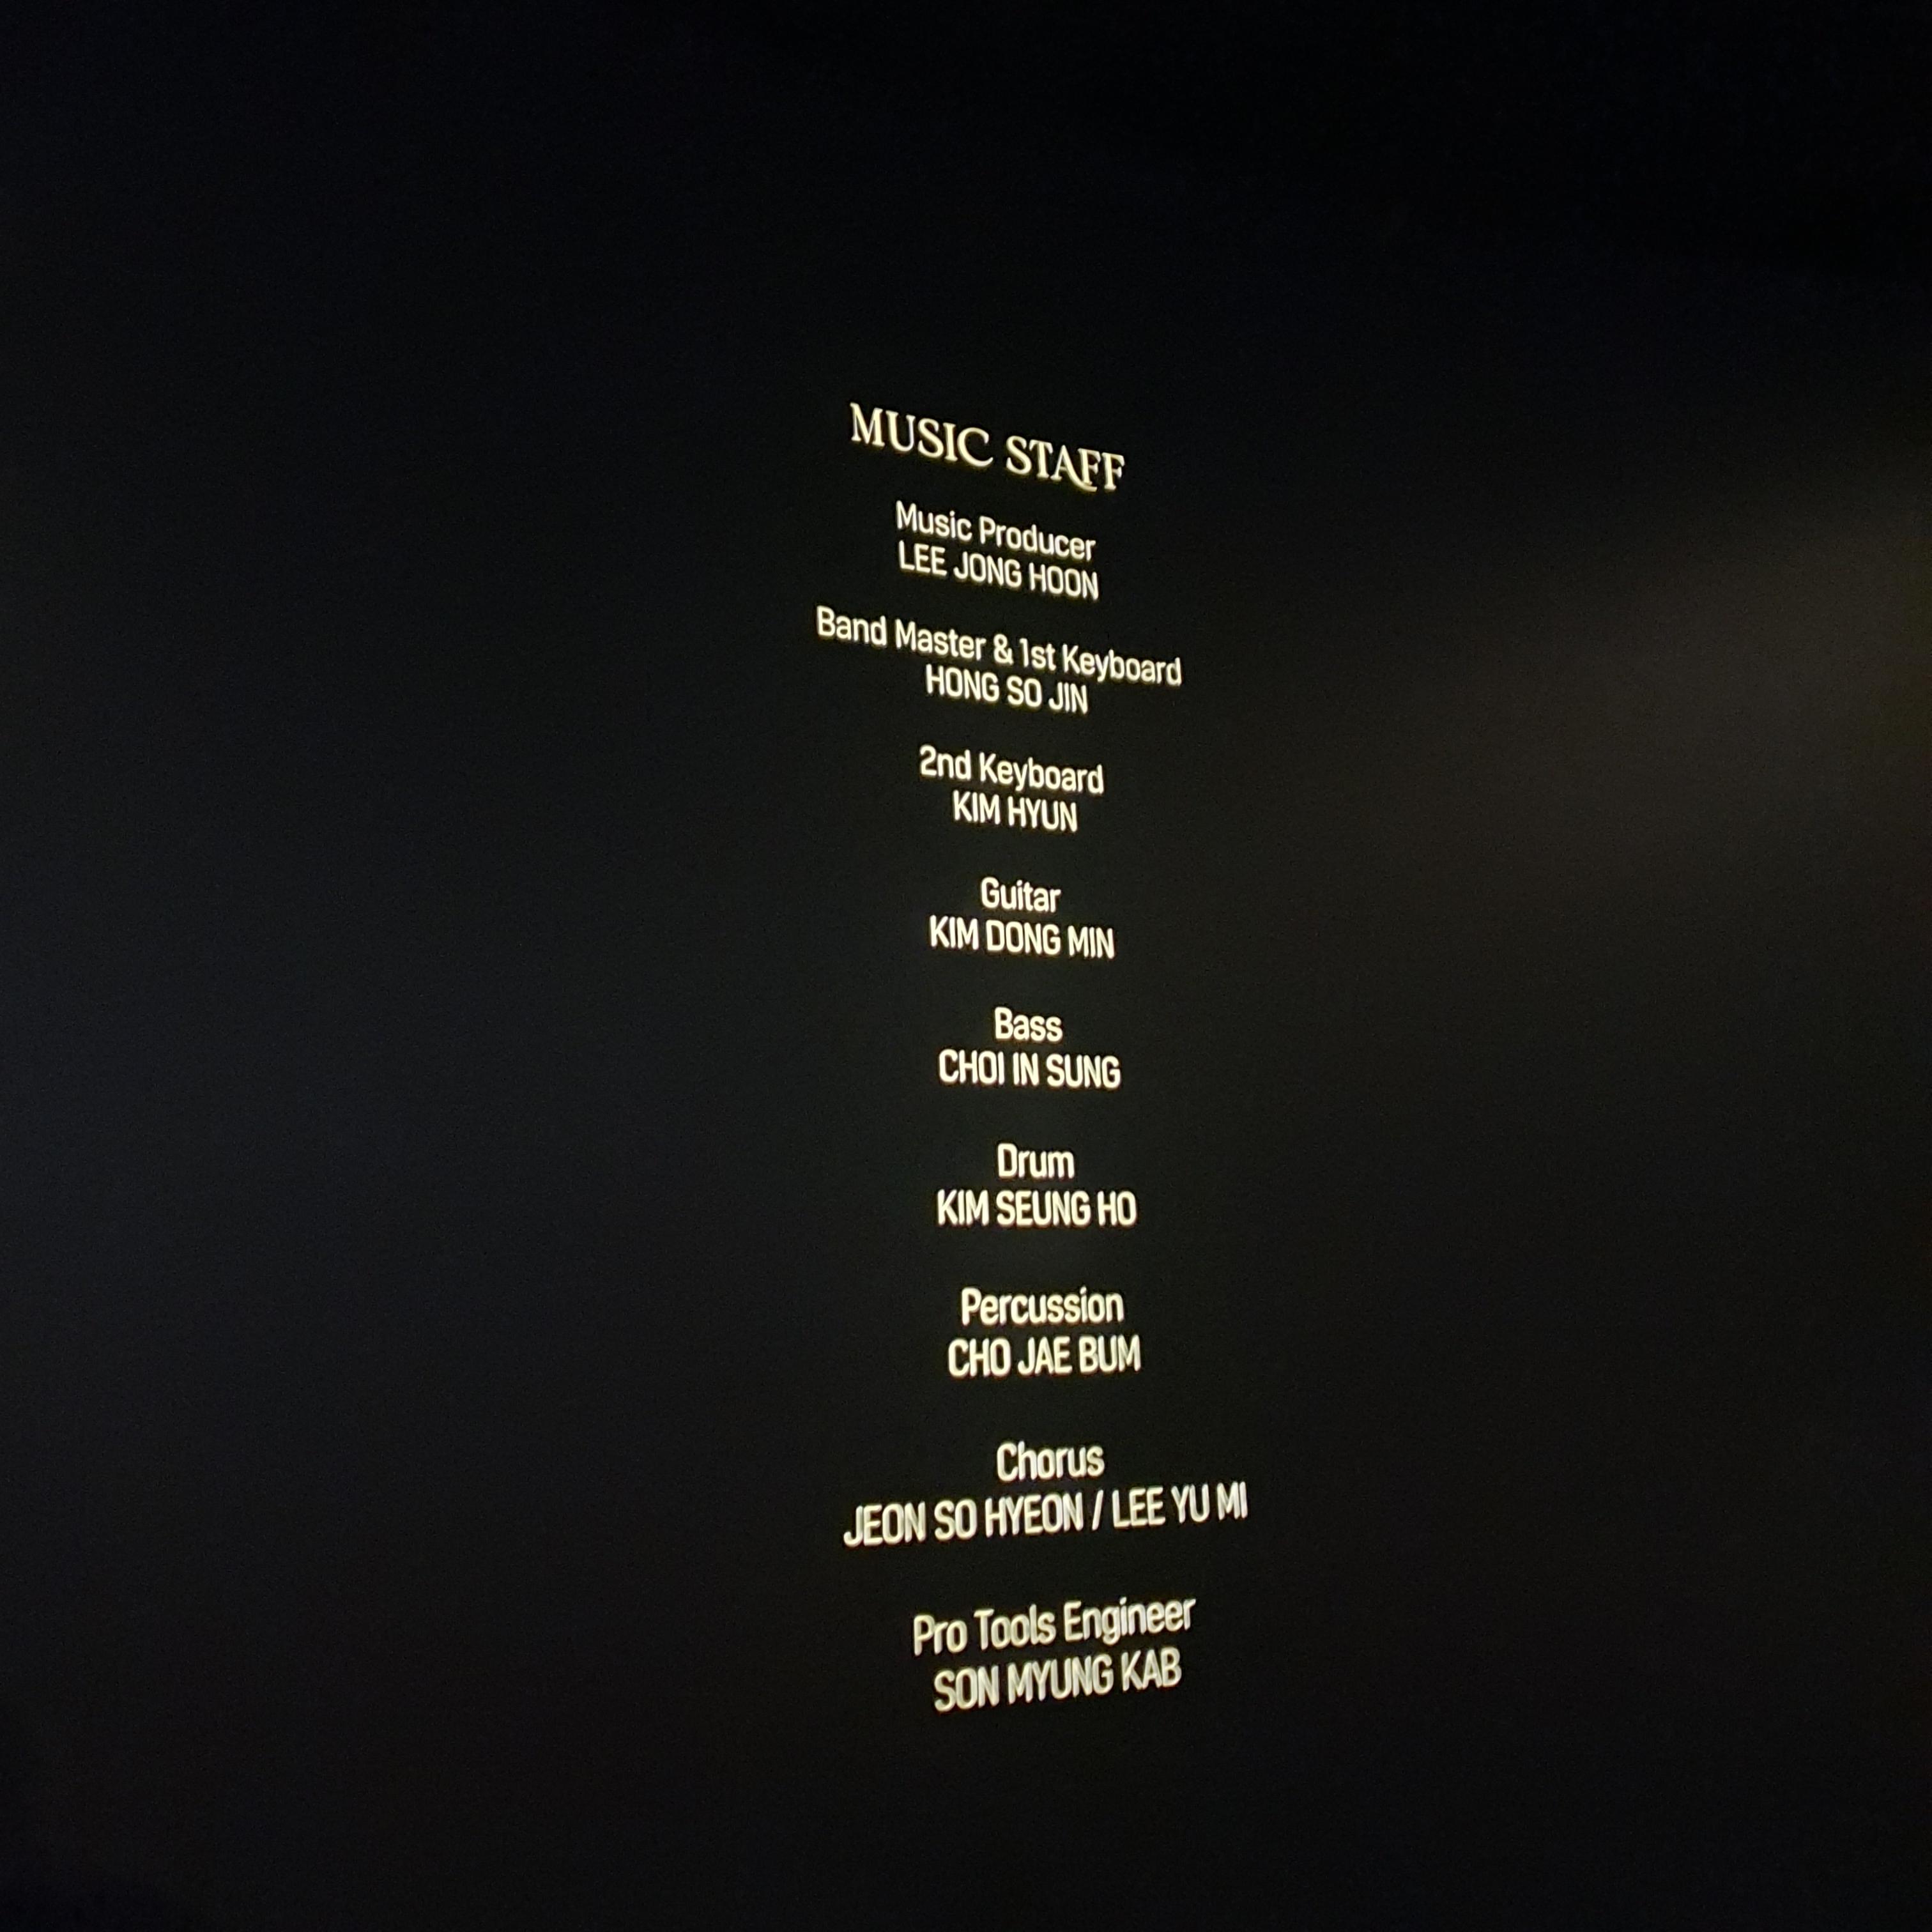 MUSIC STAFF
Music Producer
LEE JONG HOON
Band Master & 1st Keyboard
HONG SO JIN
2nd Keyboard
KIM HYUN
Guitar
KIM DONG MIN
Bass
CHOI IN SUNG
Drum
KIM SEUNG HO
Percussion
CHO JAE BUM
Chorus
JEON SO HYEON / LEE YU MI
Pro Tools Engineer
SON MYUNG KAB